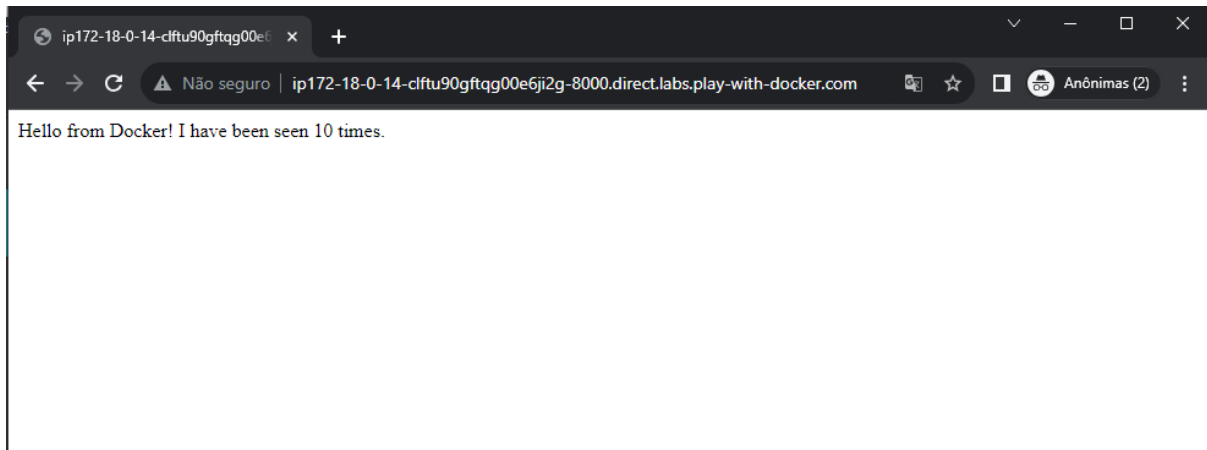 ip172-18-0-14-clftu90gftqg00e6
Não seguro | ip172-18-0-14-clftu90gftqg00e6ji2g-8000.direct.labs.play-with-docker.com Anônimas (2)
Hello from Docker! I have been seen 10 times.